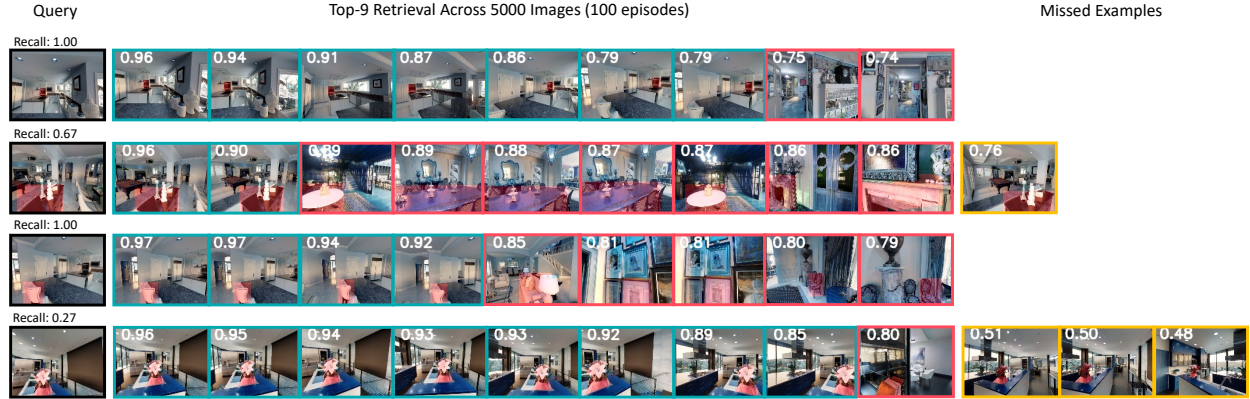 Query Top-9 Retrieval Across 5000 Images (100 episodes) Missed Examples
Recall: 1.00
0.96 0.94 0.91 0.87 0.86 0.79 0.79 0.75 0.74
Recall: 0.67
0.96 0.90 0.89 0.89 0.88 0.87 0.87 0.86 0.86 0.76
Recall: 1.00
0.97 0.97 0.94 0.92 0.85 0.81 0.81 0.80 0.79
Recall: 0.27
0.96 0.95 0.94 0.93 0.93 0.92 0.89 0.85 0.80 0.51 0.50 0.48